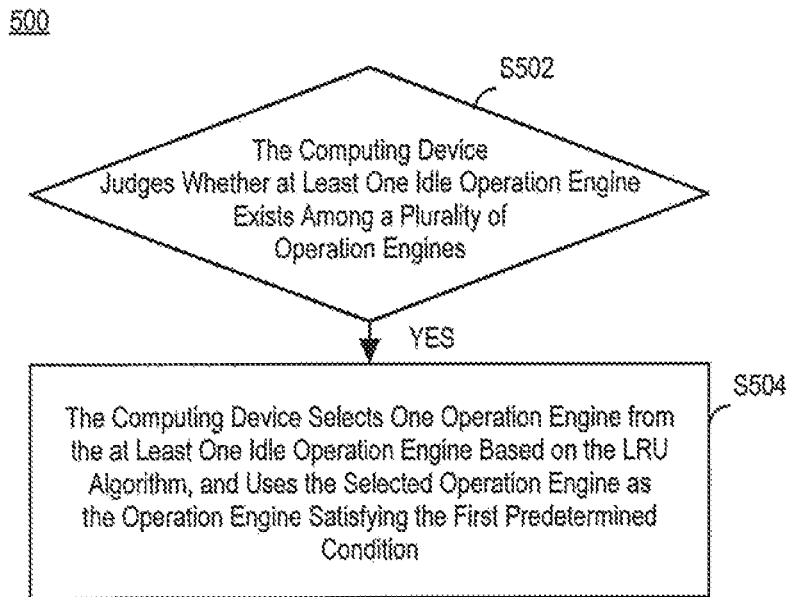 500
S502
The Computing Device
Judges Whether at Least One Idle Operation Engine
Exists Among a Plurality of
Operation Engines
YES
S504
The Computing Device Selects One Operation Engine from
the at Least One Idle Operation Engine Based on the LRU
Algorithm, and Uses the Selected Operation Engine as
the Operation Engine Satisfying the First Predetermined
Condition